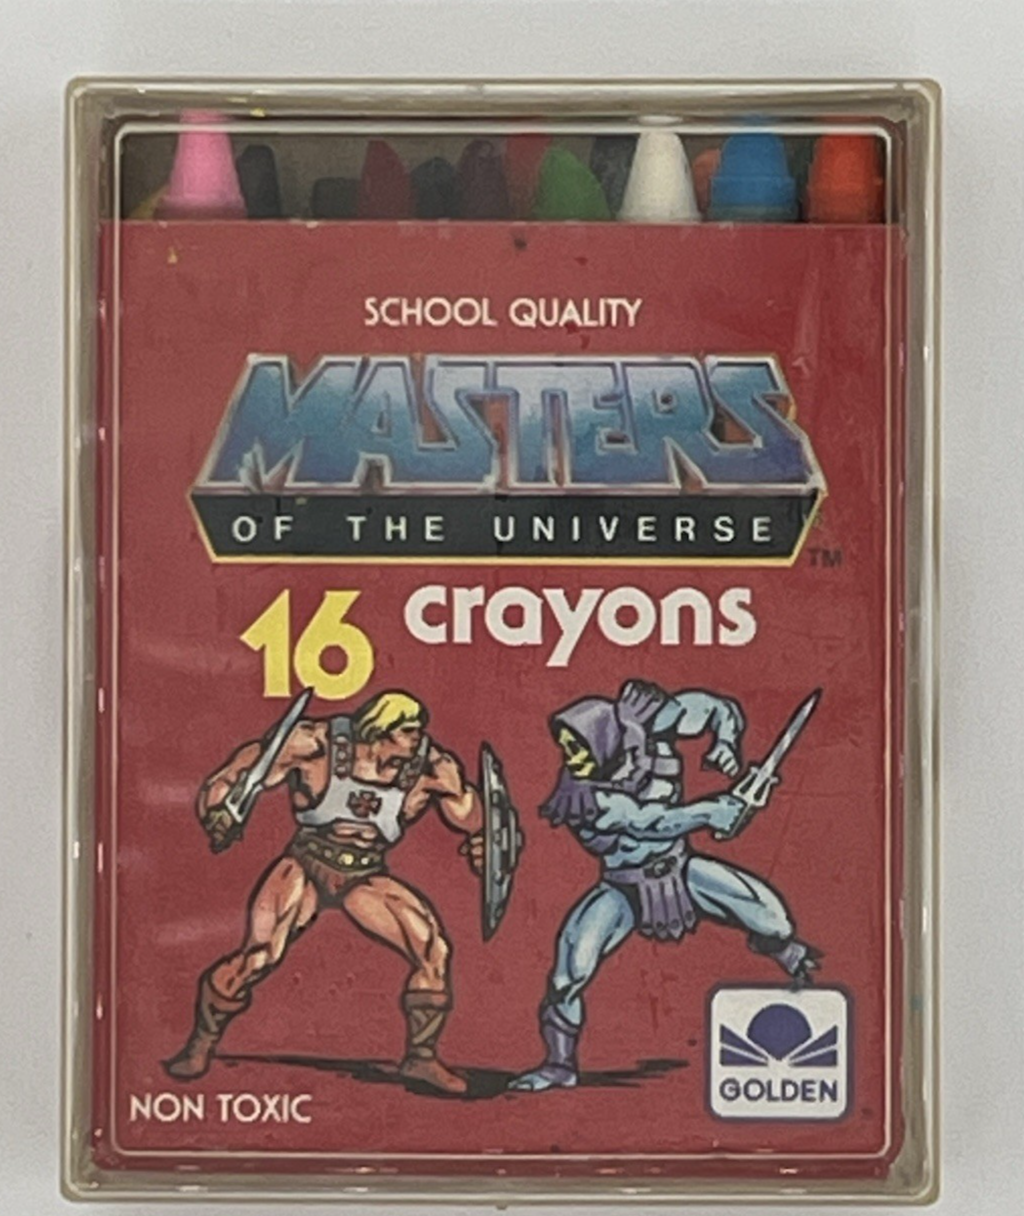 SCHOOL QUALITY
MASTERS
OF THE UNIVERSE
TM
16 crayons
GOLDEN
NON TOXIC